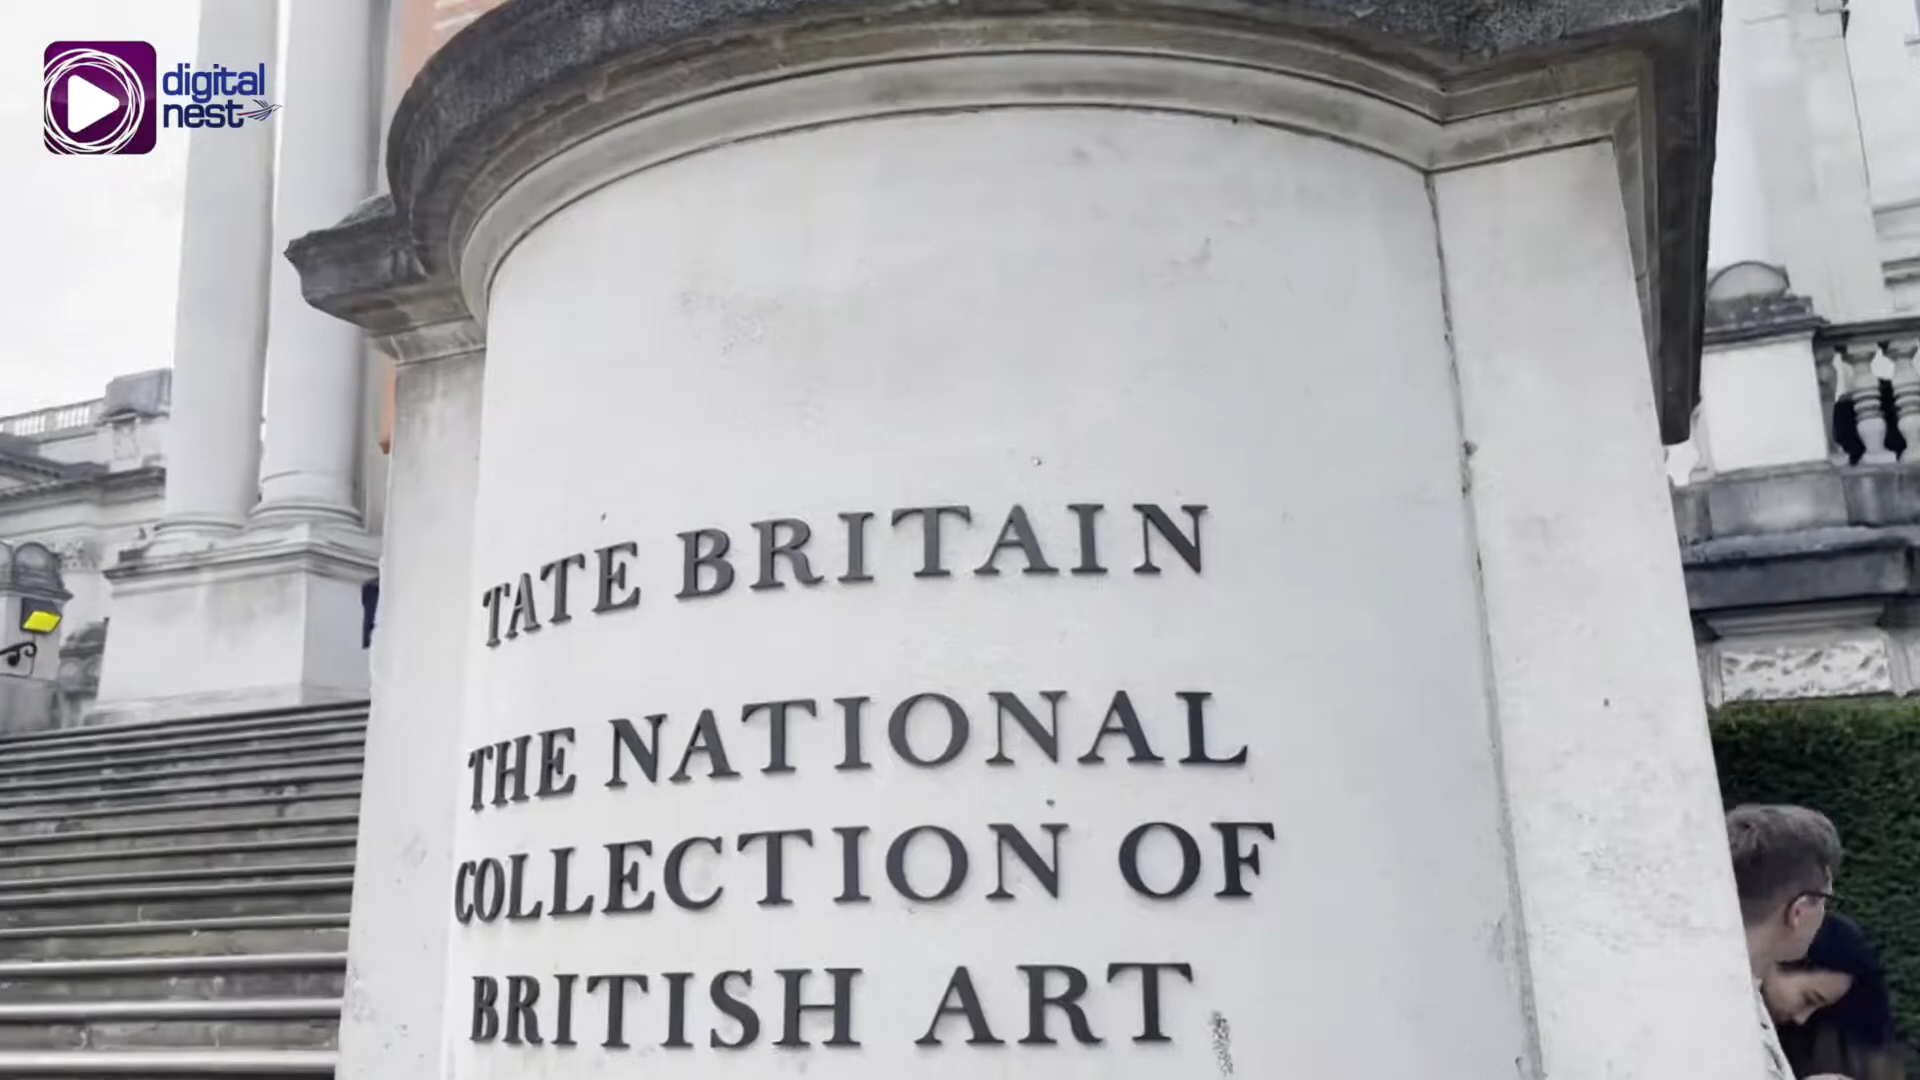 digital
nest
TATE BRITAIN
THE NATIONAL
COLLECTION OF
BRITISH ART